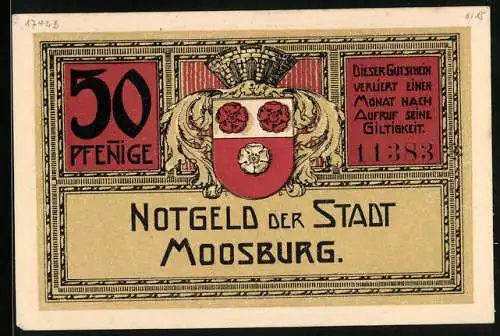 50
PFENIGE
DIESER GUTSCHEIN
VERLIERT EINEN
MONAT NACH
AUFRUF SEINE
GILTIGKEIT.
11383
NOTGELD DER STADT
MOOSBURG.